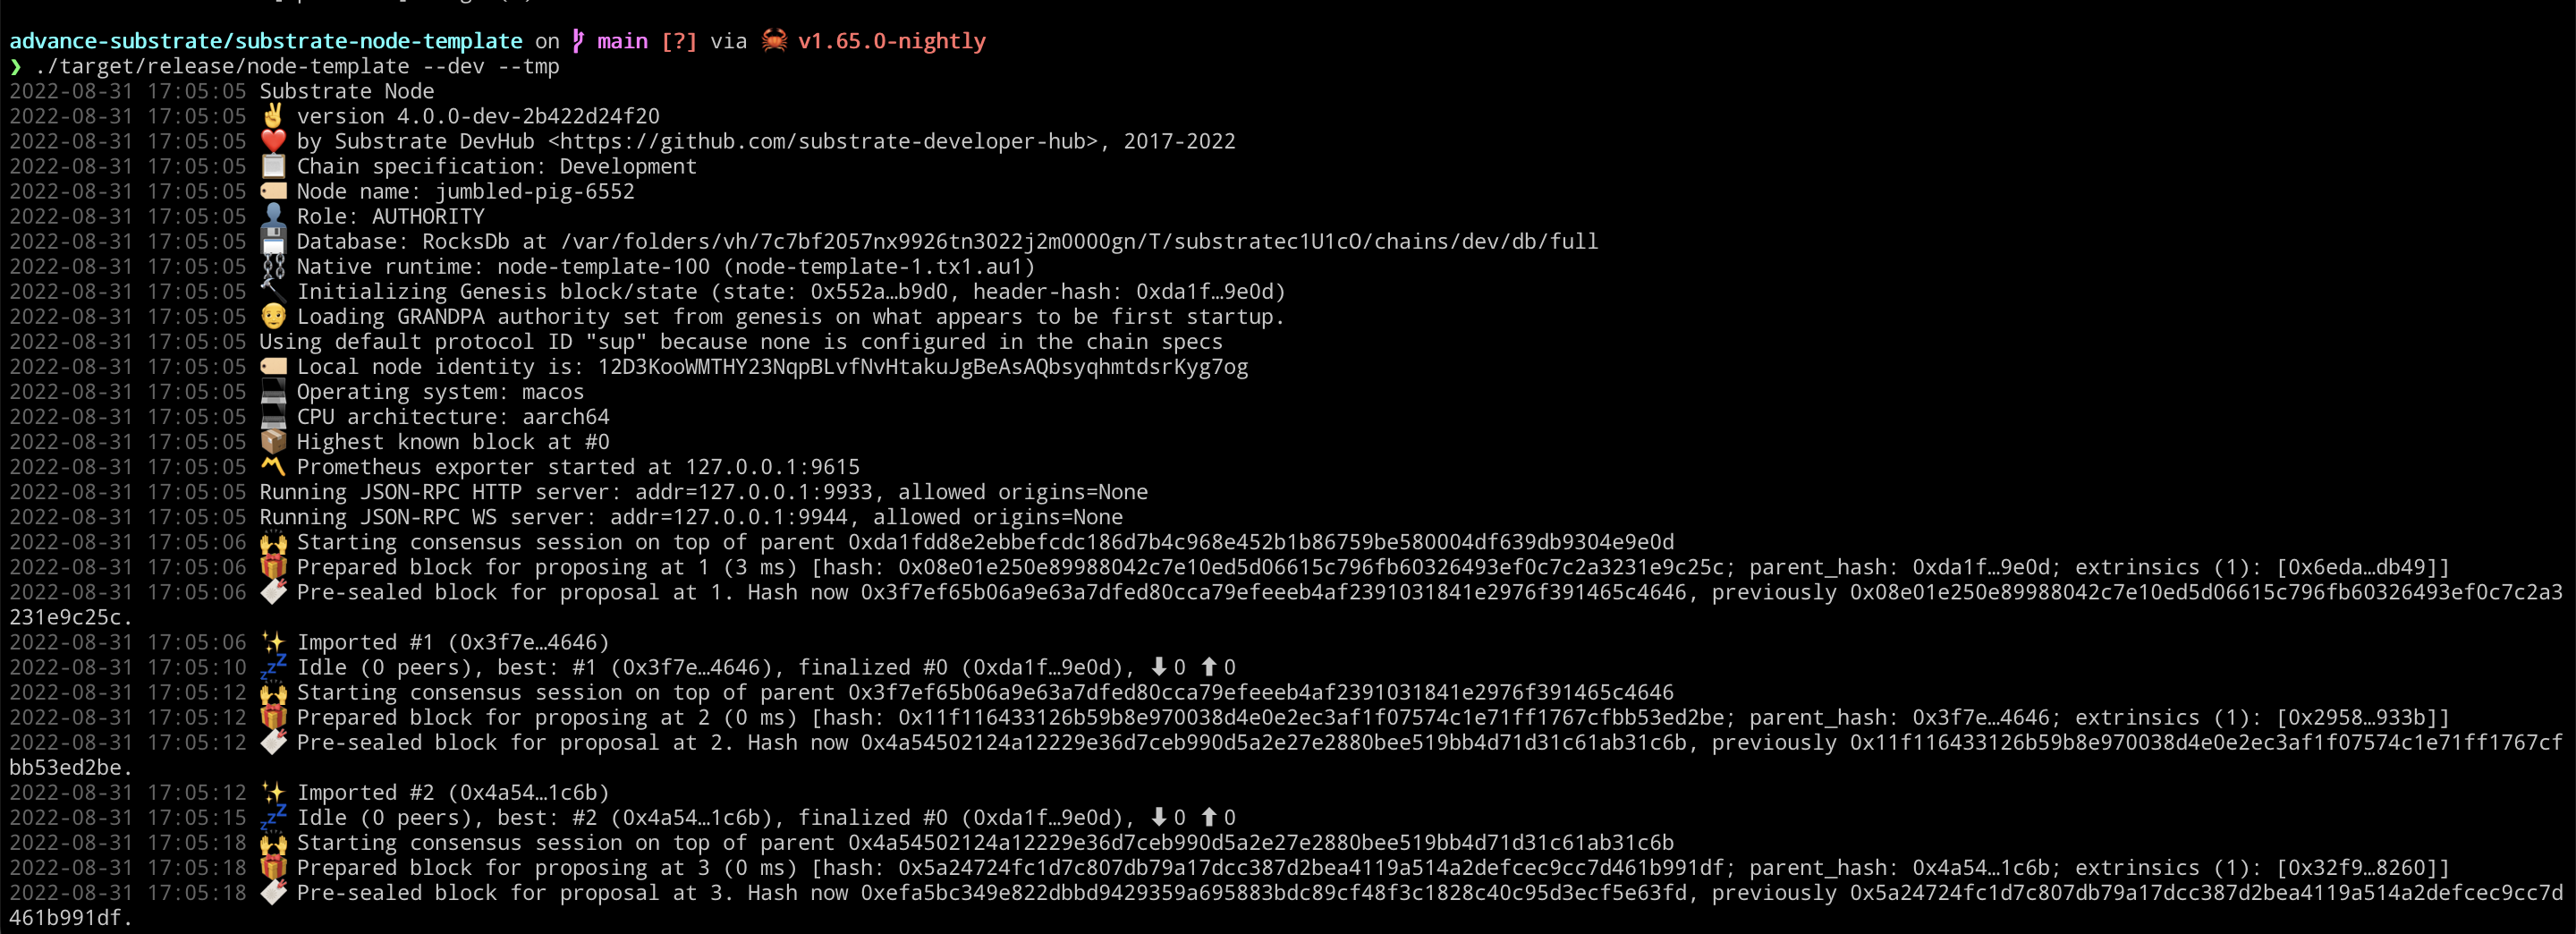 advance-substrate/substrate-node-template on main [?] via 🦀 v1.65.0-nightly
❯ ./target/release/node-template --dev --tmp
2022-08-31 17:05:05 Substrate Node
2022-08-31 17:05:05 ✌️ version 4.0.0-dev-2b422d24f20
2022-08-31 17:05:05 ❤️ by Substrate DevHub <https://github.com/substrate-developer-hub>, 2017-2022
2022-08-31 17:05:05 📋 Chain specification: Development
2022-08-31 17:05:05 🏷 Node name: jumbled-pig-6552
2022-08-31 17:05:05 👤 Role: AUTHORITY
2022-08-31 17:05:05 💾 Database: RocksDb at /var/folders/vh/7c7bf2057nx9926tn3022j2m0000gn/T/substratec1U1cO/chains/dev/db/full
2022-08-31 17:05:05 ⛓ Native runtime: node-template-100 (node-template-1.tx1.au1)
2022-08-31 17:05:05 🔨 Initializing Genesis block/state (state: 0x552a…b9d0, header-hash: 0xda1f…9e0d)
2022-08-31 17:05:05 👴 Loading GRANDPA authority set from genesis on what appears to be first startup.
2022-08-31 17:05:05 Using default protocol ID "sup" because none is configured in the chain specs
2022-08-31 17:05:05 🏷 Local node identity is: 12D3KooWMTHY23NqpBLvfNvHtakuJgBeAsAQbsyqhmtdsrKyg7og
2022-08-31 17:05:05 💻 Operating system: macos
2022-08-31 17:05:05 💻 CPU architecture: aarch64
2022-08-31 17:05:05 📦 Highest known block at #0
2022-08-31 17:05:05 〽️ Prometheus exporter started at 127.0.0.1:9615
2022-08-31 17:05:05 Running JSON-RPC HTTP server: addr=127.0.0.1:9933, allowed origins=None
2022-08-31 17:05:05 Running JSON-RPC WS server: addr=127.0.0.1:9944, allowed origins=None
2022-08-31 17:05:06 🙌 Starting consensus session on top of parent 0xda1fdd8e2ebbefcdc186d7b4c968e452b1b86759be580004df639db9304e9e0d
2022-08-31 17:05:06 🎁 Prepared block for proposing at 1 (3 ms) [hash: 0x08e01e250e89988042c7e10ed5d06615c796fb60326493ef0c7c2a3231e9c25c; parent_hash: 0xda1f…9e0d; extrinsics (1): [0x6eda…db49]]
2022-08-31 17:05:06 🔖 Pre-sealed block for proposal at 1. Hash now 0x3f7ef65b06a9e63a7dfed80cca79efeeeb4af2391031841e2976f391465c4646, previously 0x08e01e250e89988042c7e10ed5d06615c796fb60326493ef0c7c2a3
231e9c25c.
2022-08-31 17:05:06 ✨ Imported #1 (0x3f7e…4646)
2022-08-31 17:05:10 💤 Idle (0 peers), best: #1 (0x3f7e…4646), finalized #0 (0xda1f…9e0d), ⬇ 0 ⬆ 0
2022-08-31 17:05:12 🙌 Starting consensus session on top of parent 0x3f7ef65b06a9e63a7dfed80cca79efeeeb4af2391031841e2976f391465c4646
2022-08-31 17:05:12 🎁 Prepared block for proposing at 2 (0 ms) [hash: 0x11f116433126b59b8e970038d4e0e2ec3af1f07574c1e71ff1767cfbb53ed2be; parent_hash: 0x3f7e…4646; extrinsics (1): [0x2958…933b]]
2022-08-31 17:05:12 🔖 Pre-sealed block for proposal at 2. Hash now 0x4a54502124a12229e36d7ceb990d5a2e27e2880bee519bb4d71d31c61ab31c6b, previously 0x11f116433126b59b8e970038d4e0e2ec3af1f07574c1e71ff1767cf
bb53ed2be.
2022-08-31 17:05:12 ✨ Imported #2 (0x4a54…1c6b)
2022-08-31 17:05:15 💤 Idle (0 peers), best: #2 (0x4a54…1c6b), finalized #0 (0xda1f…9e0d), ⬇ 0 ⬆ 0
2022-08-31 17:05:18 🙌 Starting consensus session on top of parent 0x4a54502124a12229e36d7ceb990d5a2e27e2880bee519bb4d71d31c61ab31c6b
2022-08-31 17:05:18 🎁 Prepared block for proposing at 3 (0 ms) [hash: 0x5a24724fc1d7c807db79a17dcc387d2bea4119a514a2defcec9cc7d461b991df; parent_hash: 0x4a54…1c6b; extrinsics (1): [0x32f9…8260]]
2022-08-31 17:05:18 🔖 Pre-sealed block for proposal at 3. Hash now 0xefa5bc349e822dbbd9429359a695883bdc89cf48f3c1828c40c95d3ecf5e63fd, previously 0x5a24724fc1d7c807db79a17dcc387d2bea4119a514a2defcec9cc7d
461b991df.